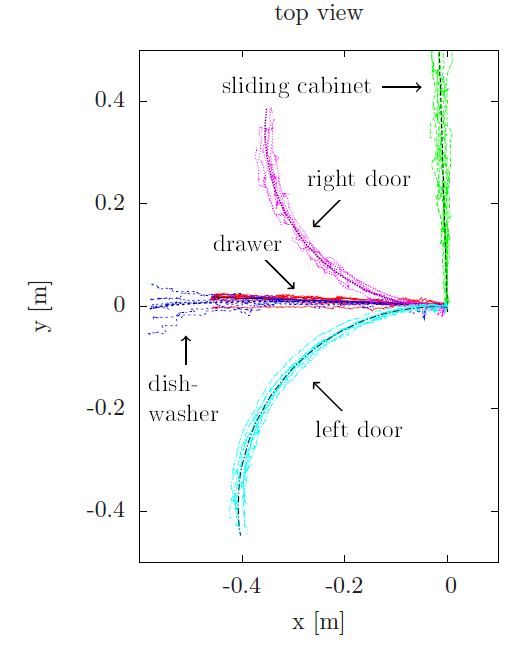 top view
sliding cabinet
0.4
right door
0.2
drawer
0
y [m]
dish-
washer
-0.2
left door
-0.4
-0.4
-0.2
0
x [m]